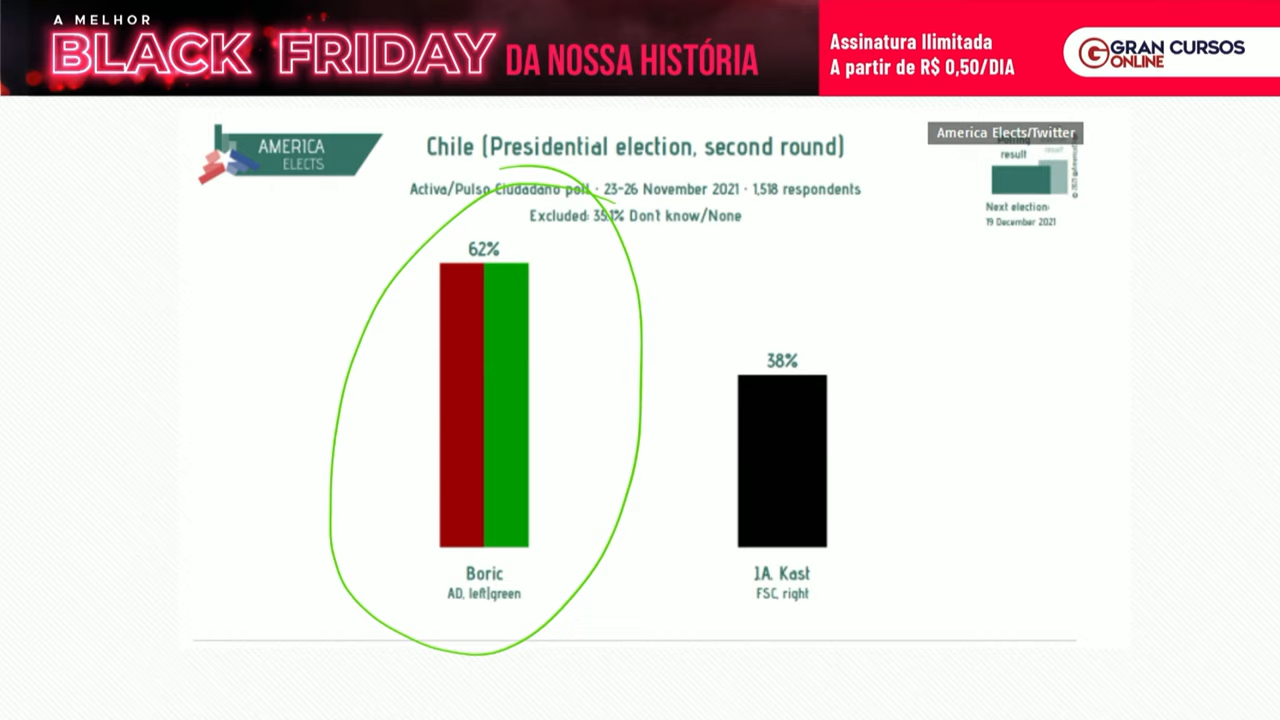 A MELHOR
BLACK FRIDAY DA NOSSA HISTÓRIA
Assinatura Ilimitada
A partir de R$ 0,50/DIA
GRAN CURSOS
ONLINE
AMERICA
ELECTS
Chile (Presidential election, second round)
America Elects/Twitter
Polling
result
result
Activa/Pulso Ciudadano poll · 23-26 November 2021 · 1,518 respondents
Excluded: 35.1% Don't know/None
Next election:
19 December 2021
62%
38%
Boric
AD, left|green
J.A. Kast
FSC, right